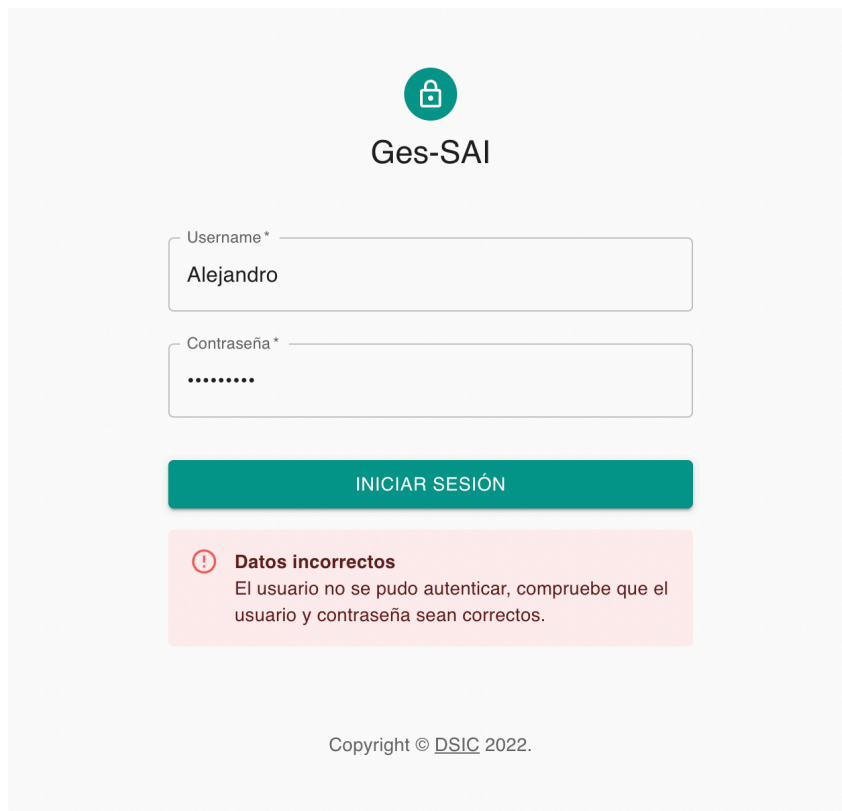 Ges-SAI
Username *
Alejandro
Contraseña *
•••••••••
INICIAR SESIÓN
Datos incorrectos
El usuario no se pudo autenticar, compruebe que el
usuario y contraseña sean correctos.
Copyright © DSIC 2022.